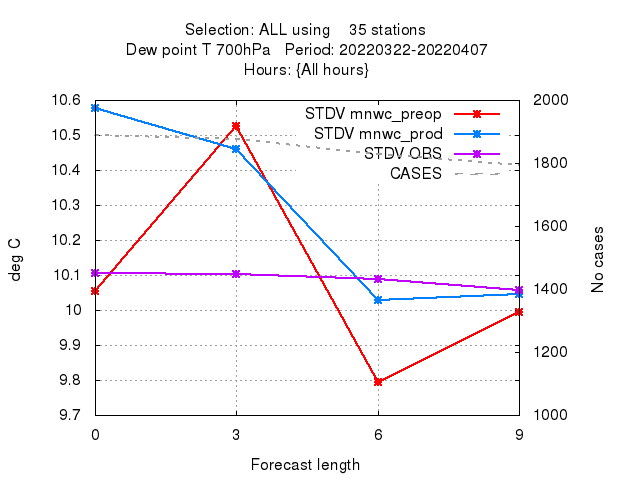 Selection: ALL using    35 stations
Dew point T 700hPa   Period: 20220322-20220407
Hours: {All hours}
10.6
10.5
10.4
10.3
10.2
10.1
10
9.9
9.8
9.7
deg C
STDV mnwc_preop
STDV mnwc_prod
STDV OBS
CASES
2000
1800
1600
1400
1200
1000
No cases
0
3
6
9
Forecast length